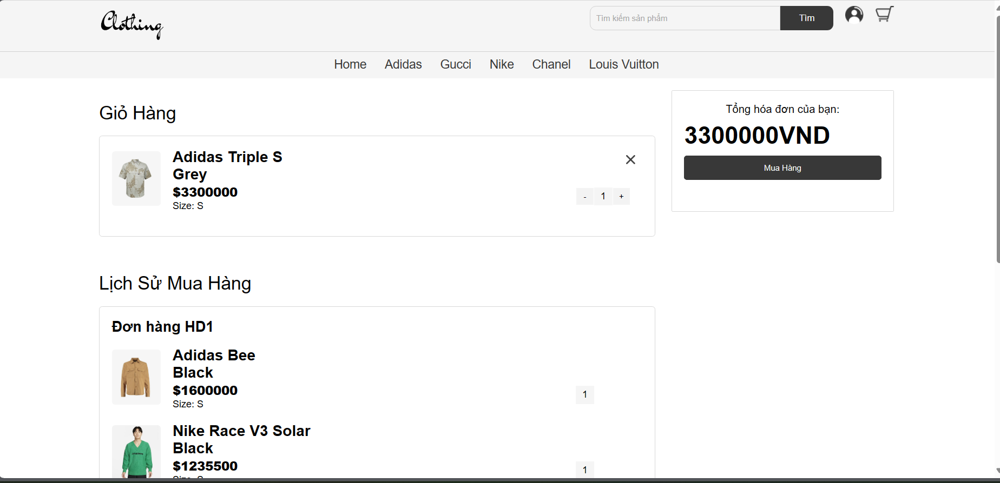 Clothing
Tìm kiếm sản phẩm
Tìm
Home Adidas Gucci Nike Chanel Louis Vuitton
Giỏ Hàng
Adidas Triple S
Grey
$3300000
Size: S
- 1 +
Tổng hóa đơn của bạn:
3300000VND
Mua Hàng
Lịch Sử Mua Hàng
Đơn hàng HD1
Adidas Bee
Black
$1600000
Size: S
1
Nike Race V3 Solar
Black
$1235500
1
Size: S